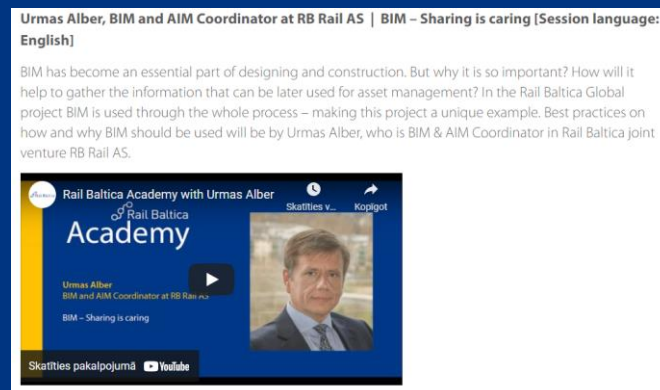 Urmas Alber, BIM and AIM Coordinator at RB Rail AS | BIM – Sharing is caring [Session language:
English]
BIM has become an essential part of designing and construction. But why it is so important? How will it
help to gather the information that can be later used for asset management? In the Rail Baltica Global
project BIM is used through the whole process – making this project a unique example. Best practices on
how and why BIM should be used will be by Urmas Alber, who is BIM & AIM Coordinator in Rail Baltica joint
venture RB Rail AS.
Rail Baltica Academy with Urmas Alber
Skatīties v...
Kopīgot
Rail Baltica
Academy
Urmas Alber
BIM and AIM Coordinator at RB Rail AS
BIM – Sharing is caring
Skatīties pakalpojumā YouTube